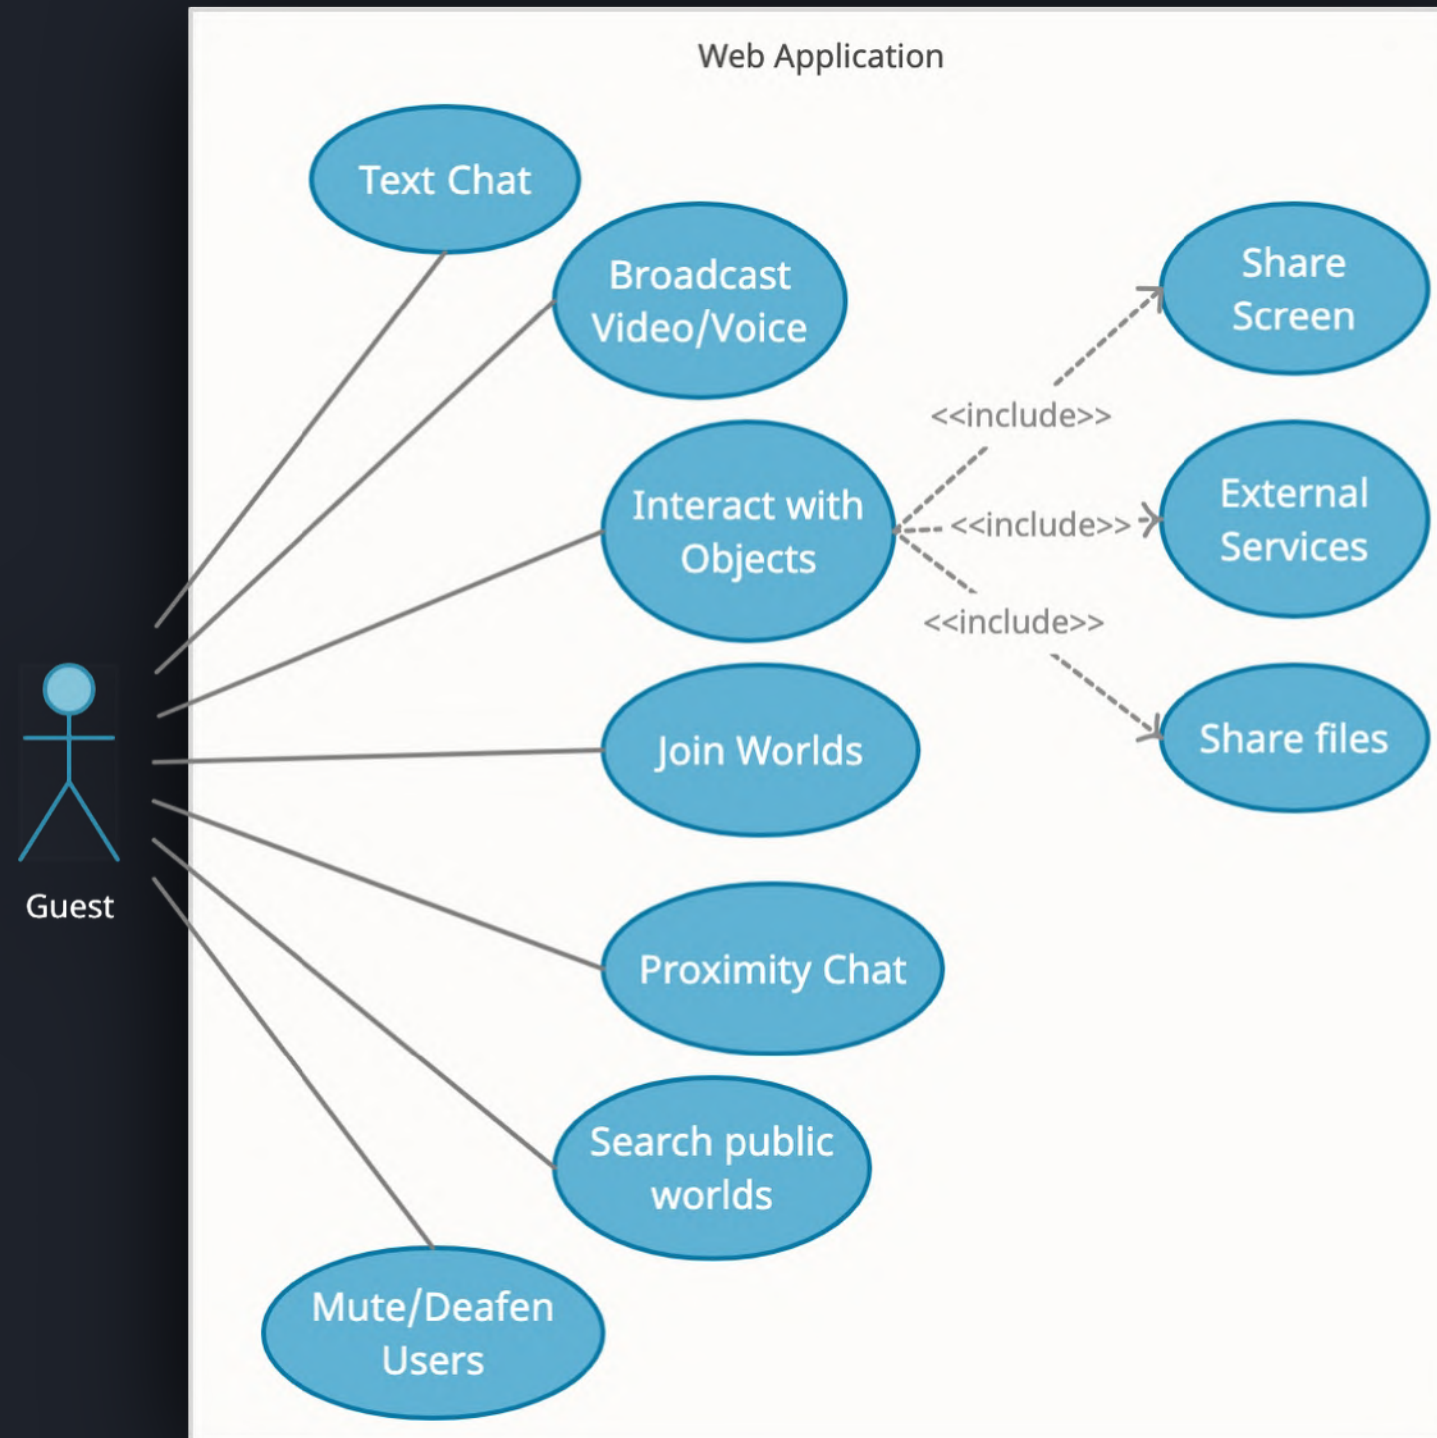 Web Application
Text Chat
Broadcast
Video/Voice
Share
Screen
<<include>>
Interact with
Objects
<<include>>
External
Services
<<include>>
Join Worlds
Share files
Guest
Proximity Chat
Search public
worlds
Mute/Deafen
Users